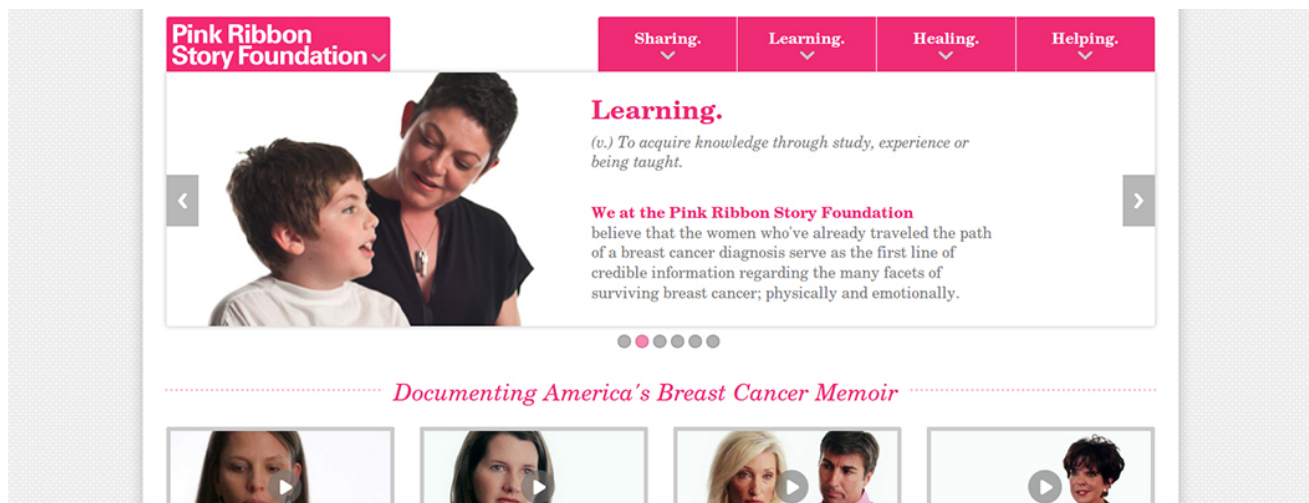 Pink Ribbon
Story Foundation
Sharing.
Learning.
Healing.
Helping.
Learning.
(v.) To acquire knowledge through study, experience or
being taught.
We at the Pink Ribbon Story Foundation
believe that the women who've already traveled the path
of a breast cancer diagnosis serve as the first line of
credible information regarding the many facets of
surviving breast cancer; physically and emotionally.
Documenting America's Breast Cancer Memoir